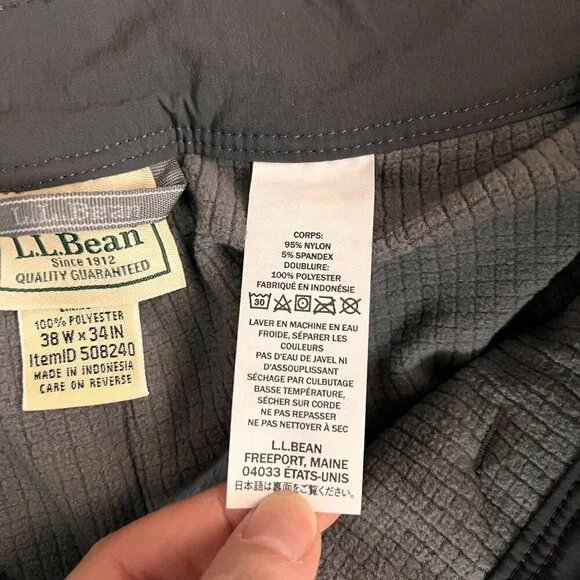 L.L.Bean
L.L.Bean
Since 1912
QUALITY GUARANTEED
100% POLYESTER
38 W x 34 IN
ItemID 508240
MADE IN INDONESIA
CARE ON REVERSE
CORPS:
95% NYLON
5% SPANDEX
DOUBLURE:
100% POLYESTER
FABRIQUÉ EN INDONÉSIE
30
LAVER EN MACHINE EN EAU
FROIDE, SÉPARER LES
COULEURS
PAS D'EAU DE JAVEL NI
D'ASSOUPLISSANT
SÉCHAGE PAR CULBUTAGE
BASSE TEMPÉRATURE,
SÉCHER SUR CORDE
NE PAS REPASSER
NE PAS NETTOYER À SEC
L.L.BEAN
FREEPORT, MAINE
04033 ÉTATS-UNIS
日本語は裏面をご覧ください。